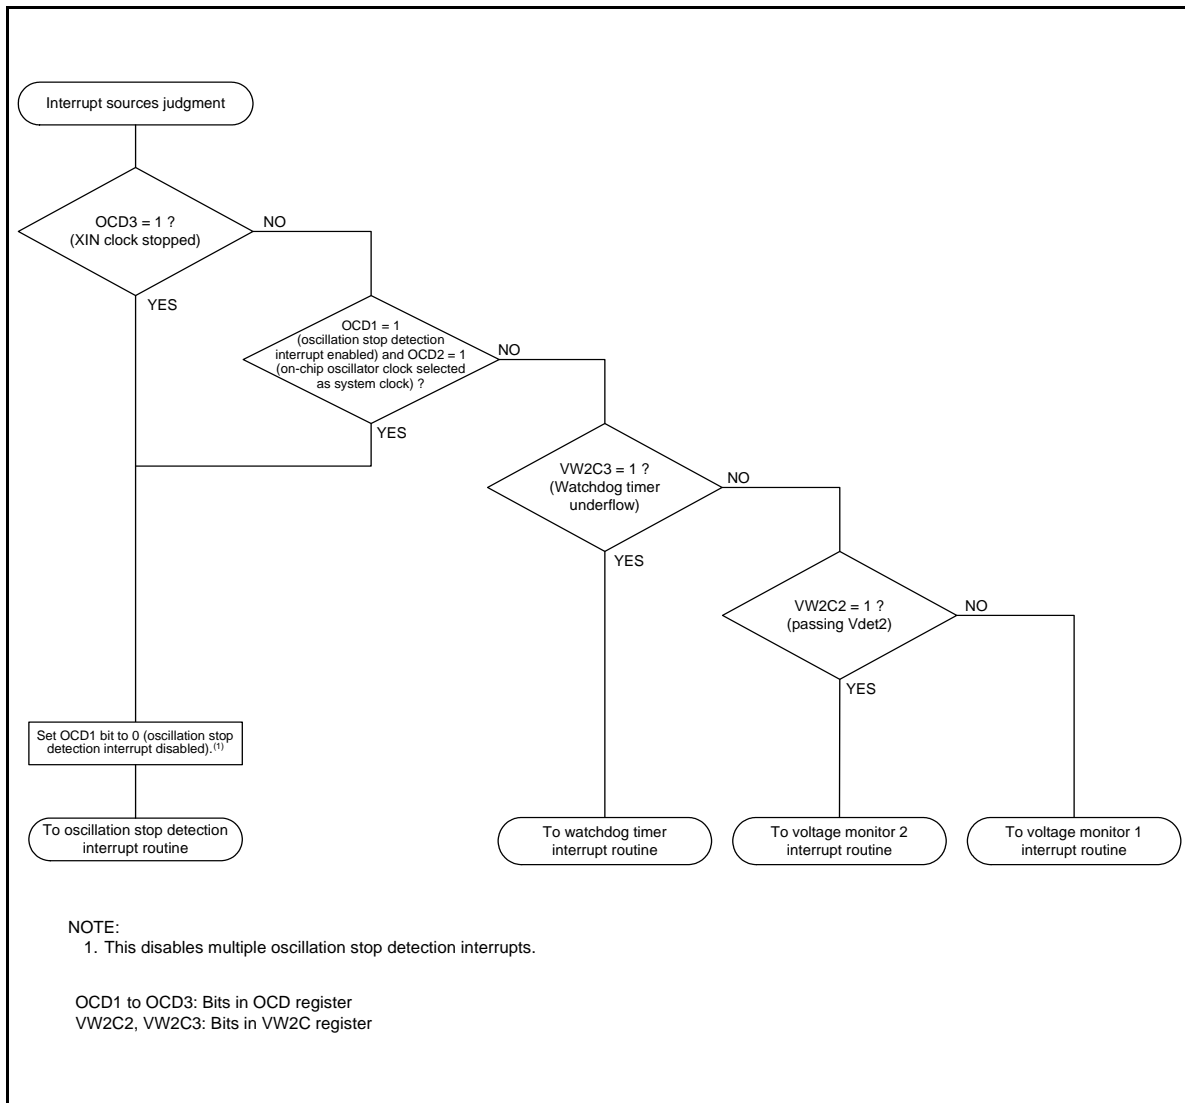 Interrupt sources judgment
OCD3 = 1 ?
(XIN clock stopped)
NO
YES
OCD1 = 1
(oscillation stop detection
interrupt enabled) and OCD2 = 1
(on-chip oscillator clock selected
as system clock) ?
NO
YES
VW2C3 = 1 ?
(Watchdog timer
underflow)
NO
YES
VW2C2 = 1 ?
(passing Vdet2)
NO
YES
Set OCD1 bit to 0 (oscillation stop
detection interrupt disabled).(1)
To oscillation stop detection
interrupt routine
To watchdog timer
interrupt routine
To voltage monitor 2
interrupt routine
To voltage monitor 1
interrupt routine
NOTE:
1. This disables multiple oscillation stop detection interrupts.
OCD1 to OCD3: Bits in OCD register
VW2C2, VW2C3: Bits in VW2C register